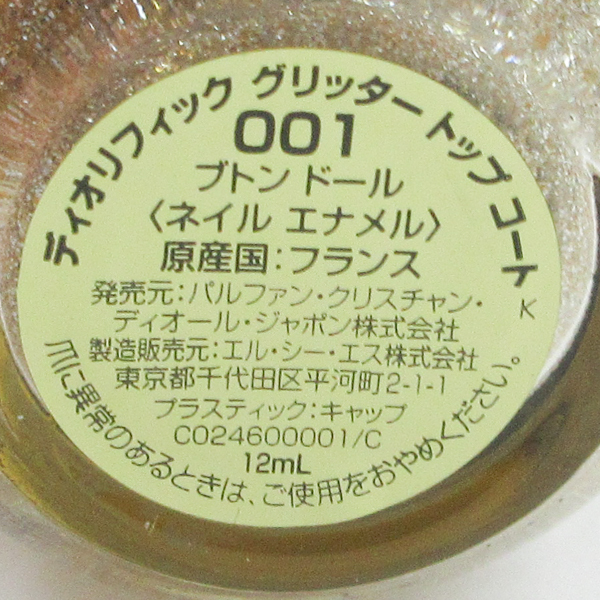 ディオリフィック グリッター トップ コート
001
ブトン ドール
〈ネイル エナメル〉
原産国:フランス
K
発売元:パルファン・クリスチャン・
ディオール・ジャポン株式会社
製造販売元:エル・シー・エス株式会社
東京都千代田区平河町2-1-1
プラスティック:キャップ
C024600001/C
12mL
爪に異常のあるときは、ご使用をおやめください。